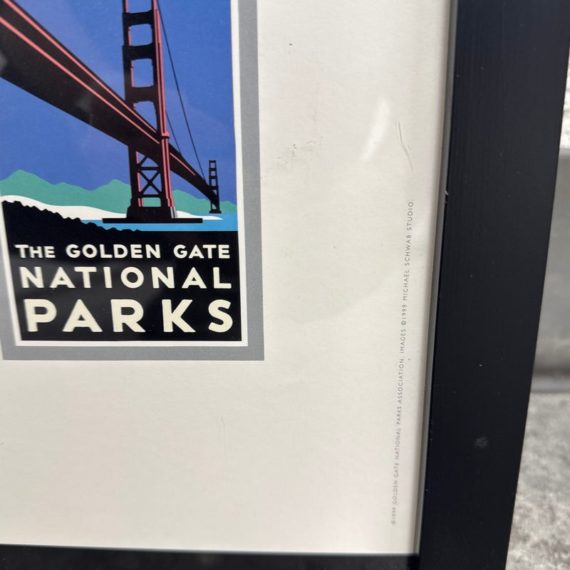 THE GOLDEN GATE
NATIONAL
PARKS
©1999 GOLDEN GATE NATIONAL PARKS ASSOCIATION. IMAGES ©1999 MICHAEL SCHWAB STUDIO.